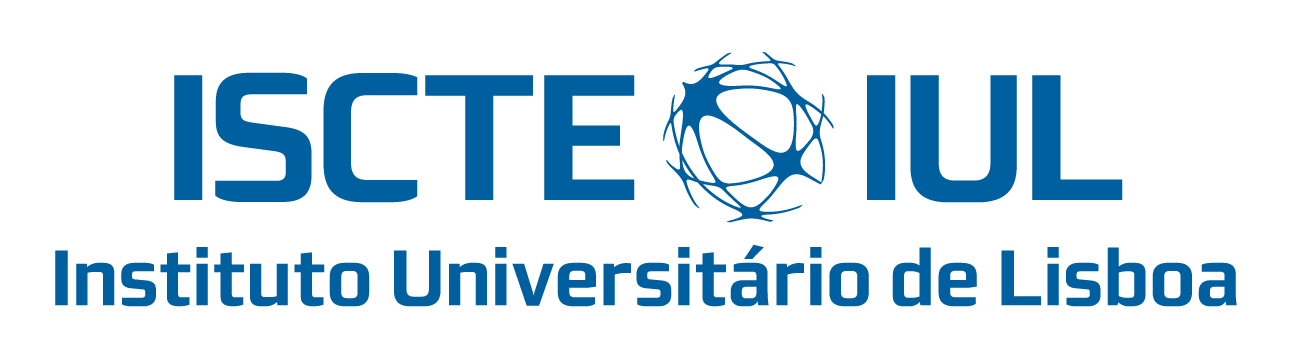 ISCTE IUL
Instituto Universitário de Lisboa